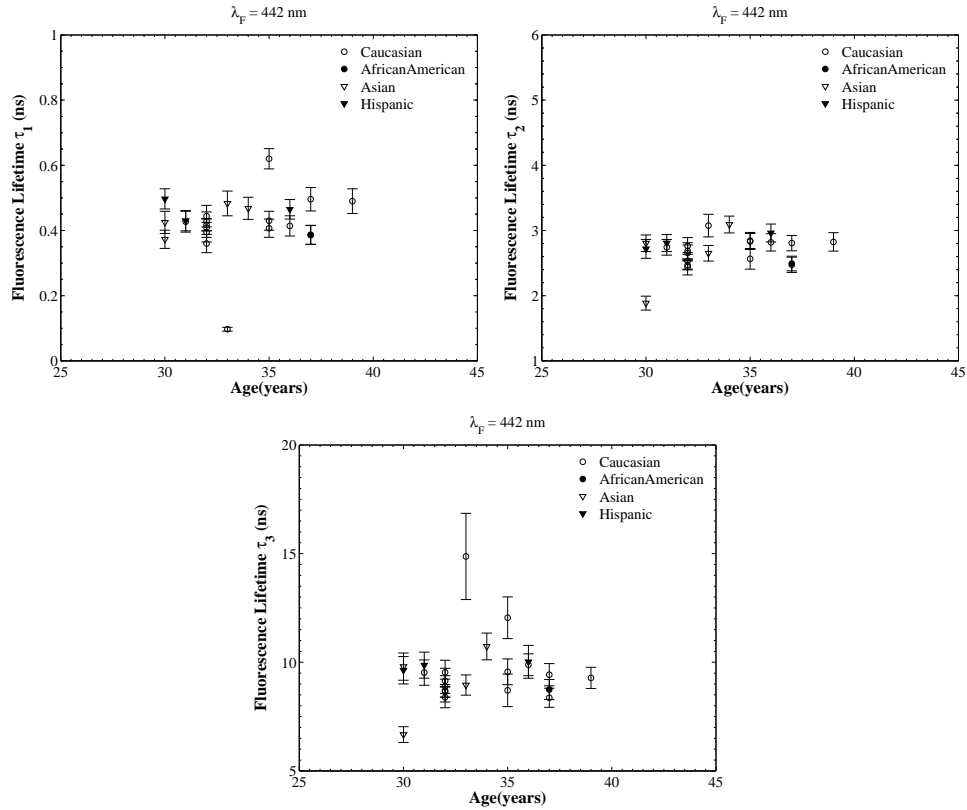 λF = 442 nm
Fluorescence Lifetime τ1 (ns)
1
0.8
0.6
0.4
0.2
0
25 30 35 40 45
Age(years)
Caucasian
AfricanAmerican
Asian
Hispanic
λF = 442 nm
Fluorescence Lifetime τ2 (ns)
6
5
4
3
2
1
25 30 35 40 45
Age(years)
Caucasian
AfricanAmerican
Asian
Hispanic
λF = 442 nm
Fluorescence Lifetime τ3 (ns)
20
15
10
5
25 30 35 40 45
Age(years)
Caucasian
AfricanAmerican
Asian
Hispanic